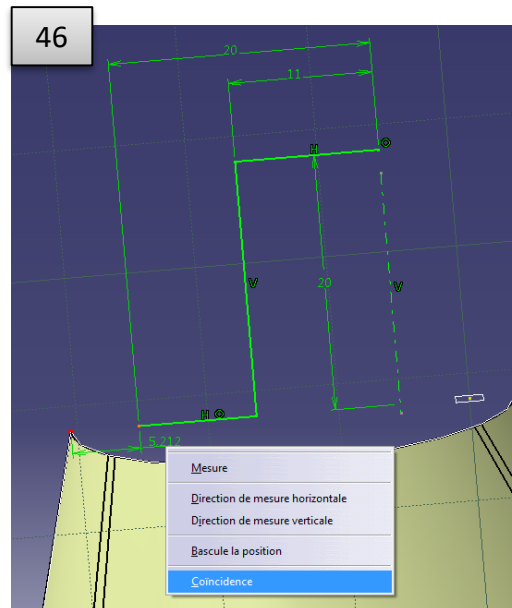 46
20
11
H
V
20
V
H
5,212
Mesure
Direction de mesure horizontale
Direction de mesure verticale
Bascule la position
Coïncidence